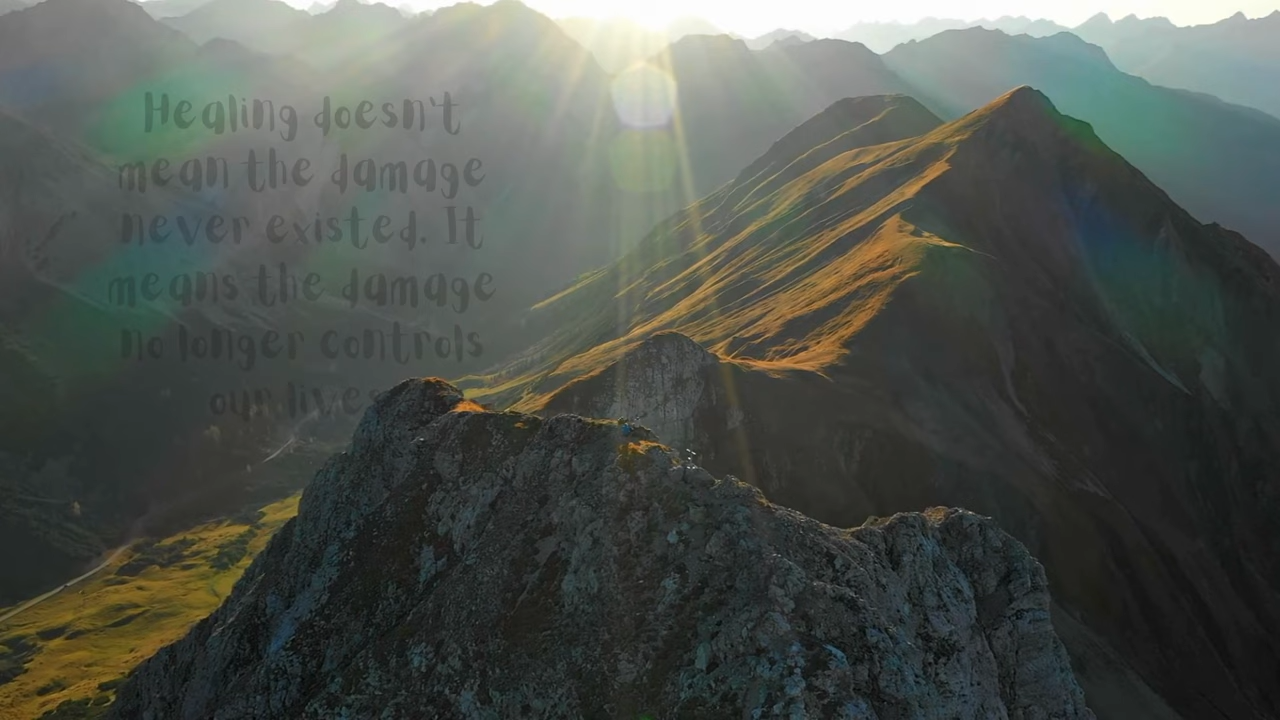 Healing doesn't
mean the damage
never existed. It
means the damage
no longer controls
our lives